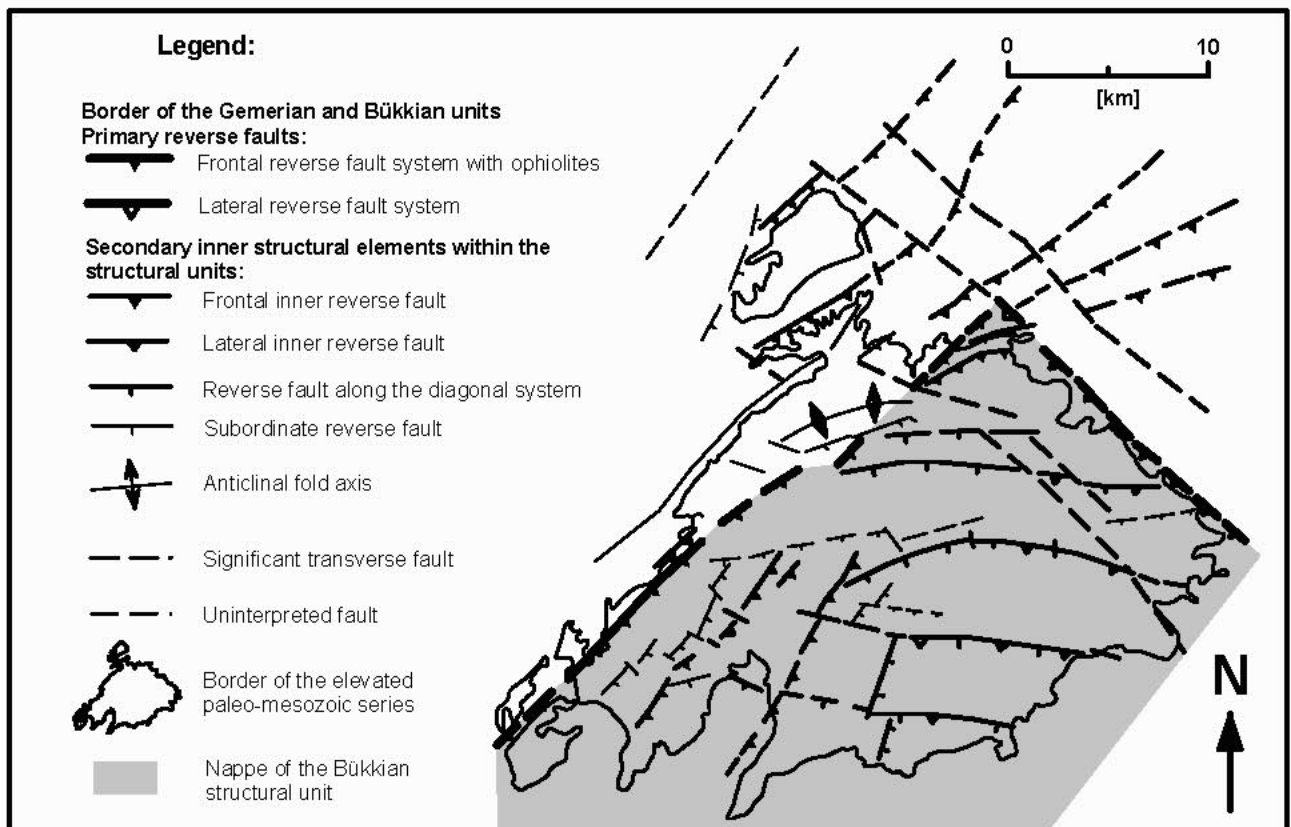 Legend:
0 10
[km]
Border of the Gemerian and Bükkian units
Primary reverse faults:
Frontal reverse fault system with ophiolites
Lateral reverse fault system
Secondary inner structural elements within the
structural units:
Frontal inner reverse fault
Lateral inner reverse fault
Reverse fault along the diagonal system
Subordinate reverse fault
Anticlinal fold axis
Significant transverse fault
Uninterpreted fault
Border of the elevated
paleo-mesozoic series
Nappe of the Bükkian
structural unit
N